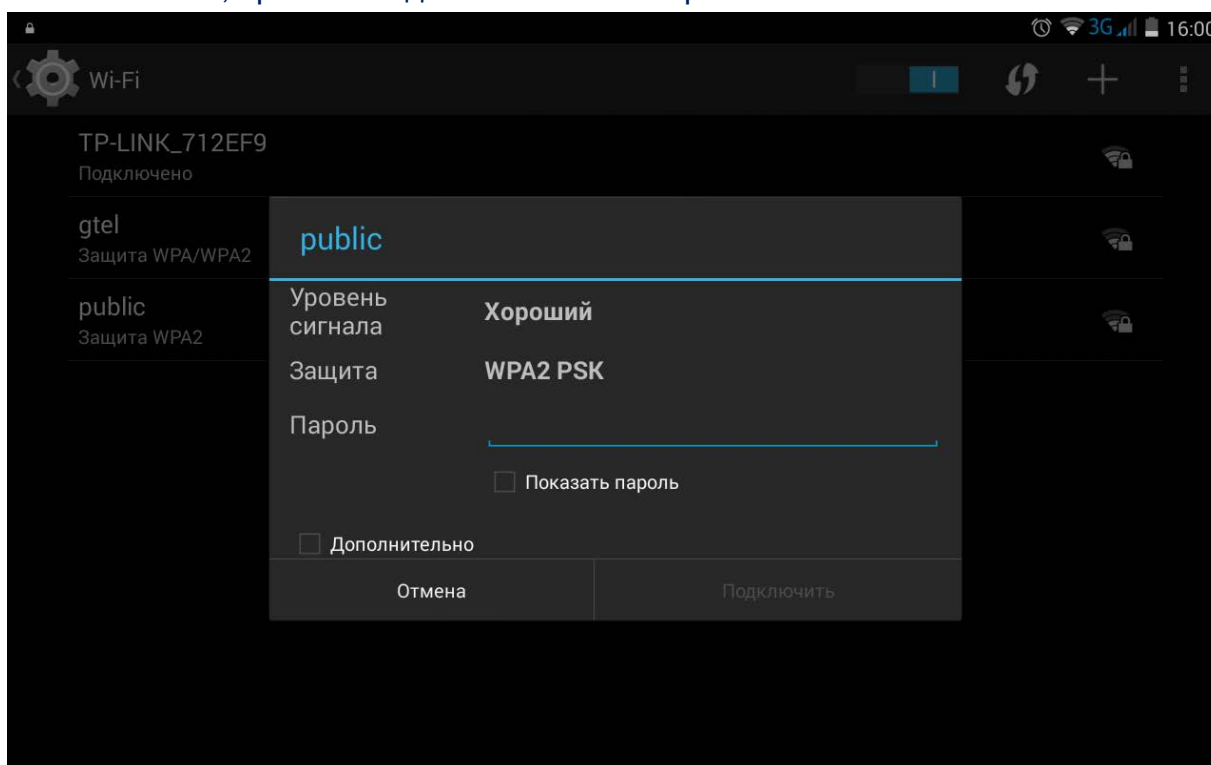 3G 16:00
Wi-Fi
TP-LINK_712EF9
Подключено
gtel
Защита WPA/WPA2
public
Защита WPA2
public
Уровень
сигнала
Хороший
Защита WPA2 PSK
Пароль
Показать пароль
Дополнительно
Отмена Подключить